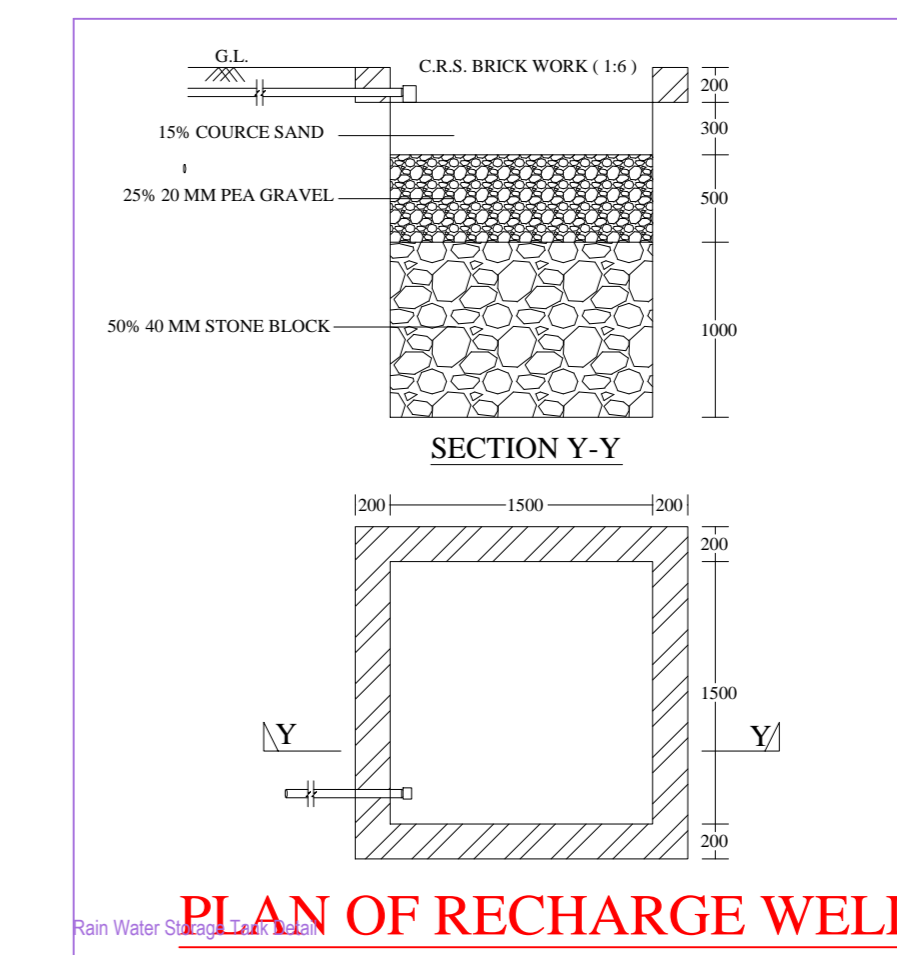 G.L.
C.R.S. BRICK WORK ( 1:6 )
200
15% COURCE SAND
300
25% 20 MM PEA GRAVEL
500
50% 40 MM STONE BLOCK
1000
SECTION Y-Y
200 1500 200
200
1500
Y Y
200
PLAN OF RECHARGE WELL
Rain Water Storage Tank Detail